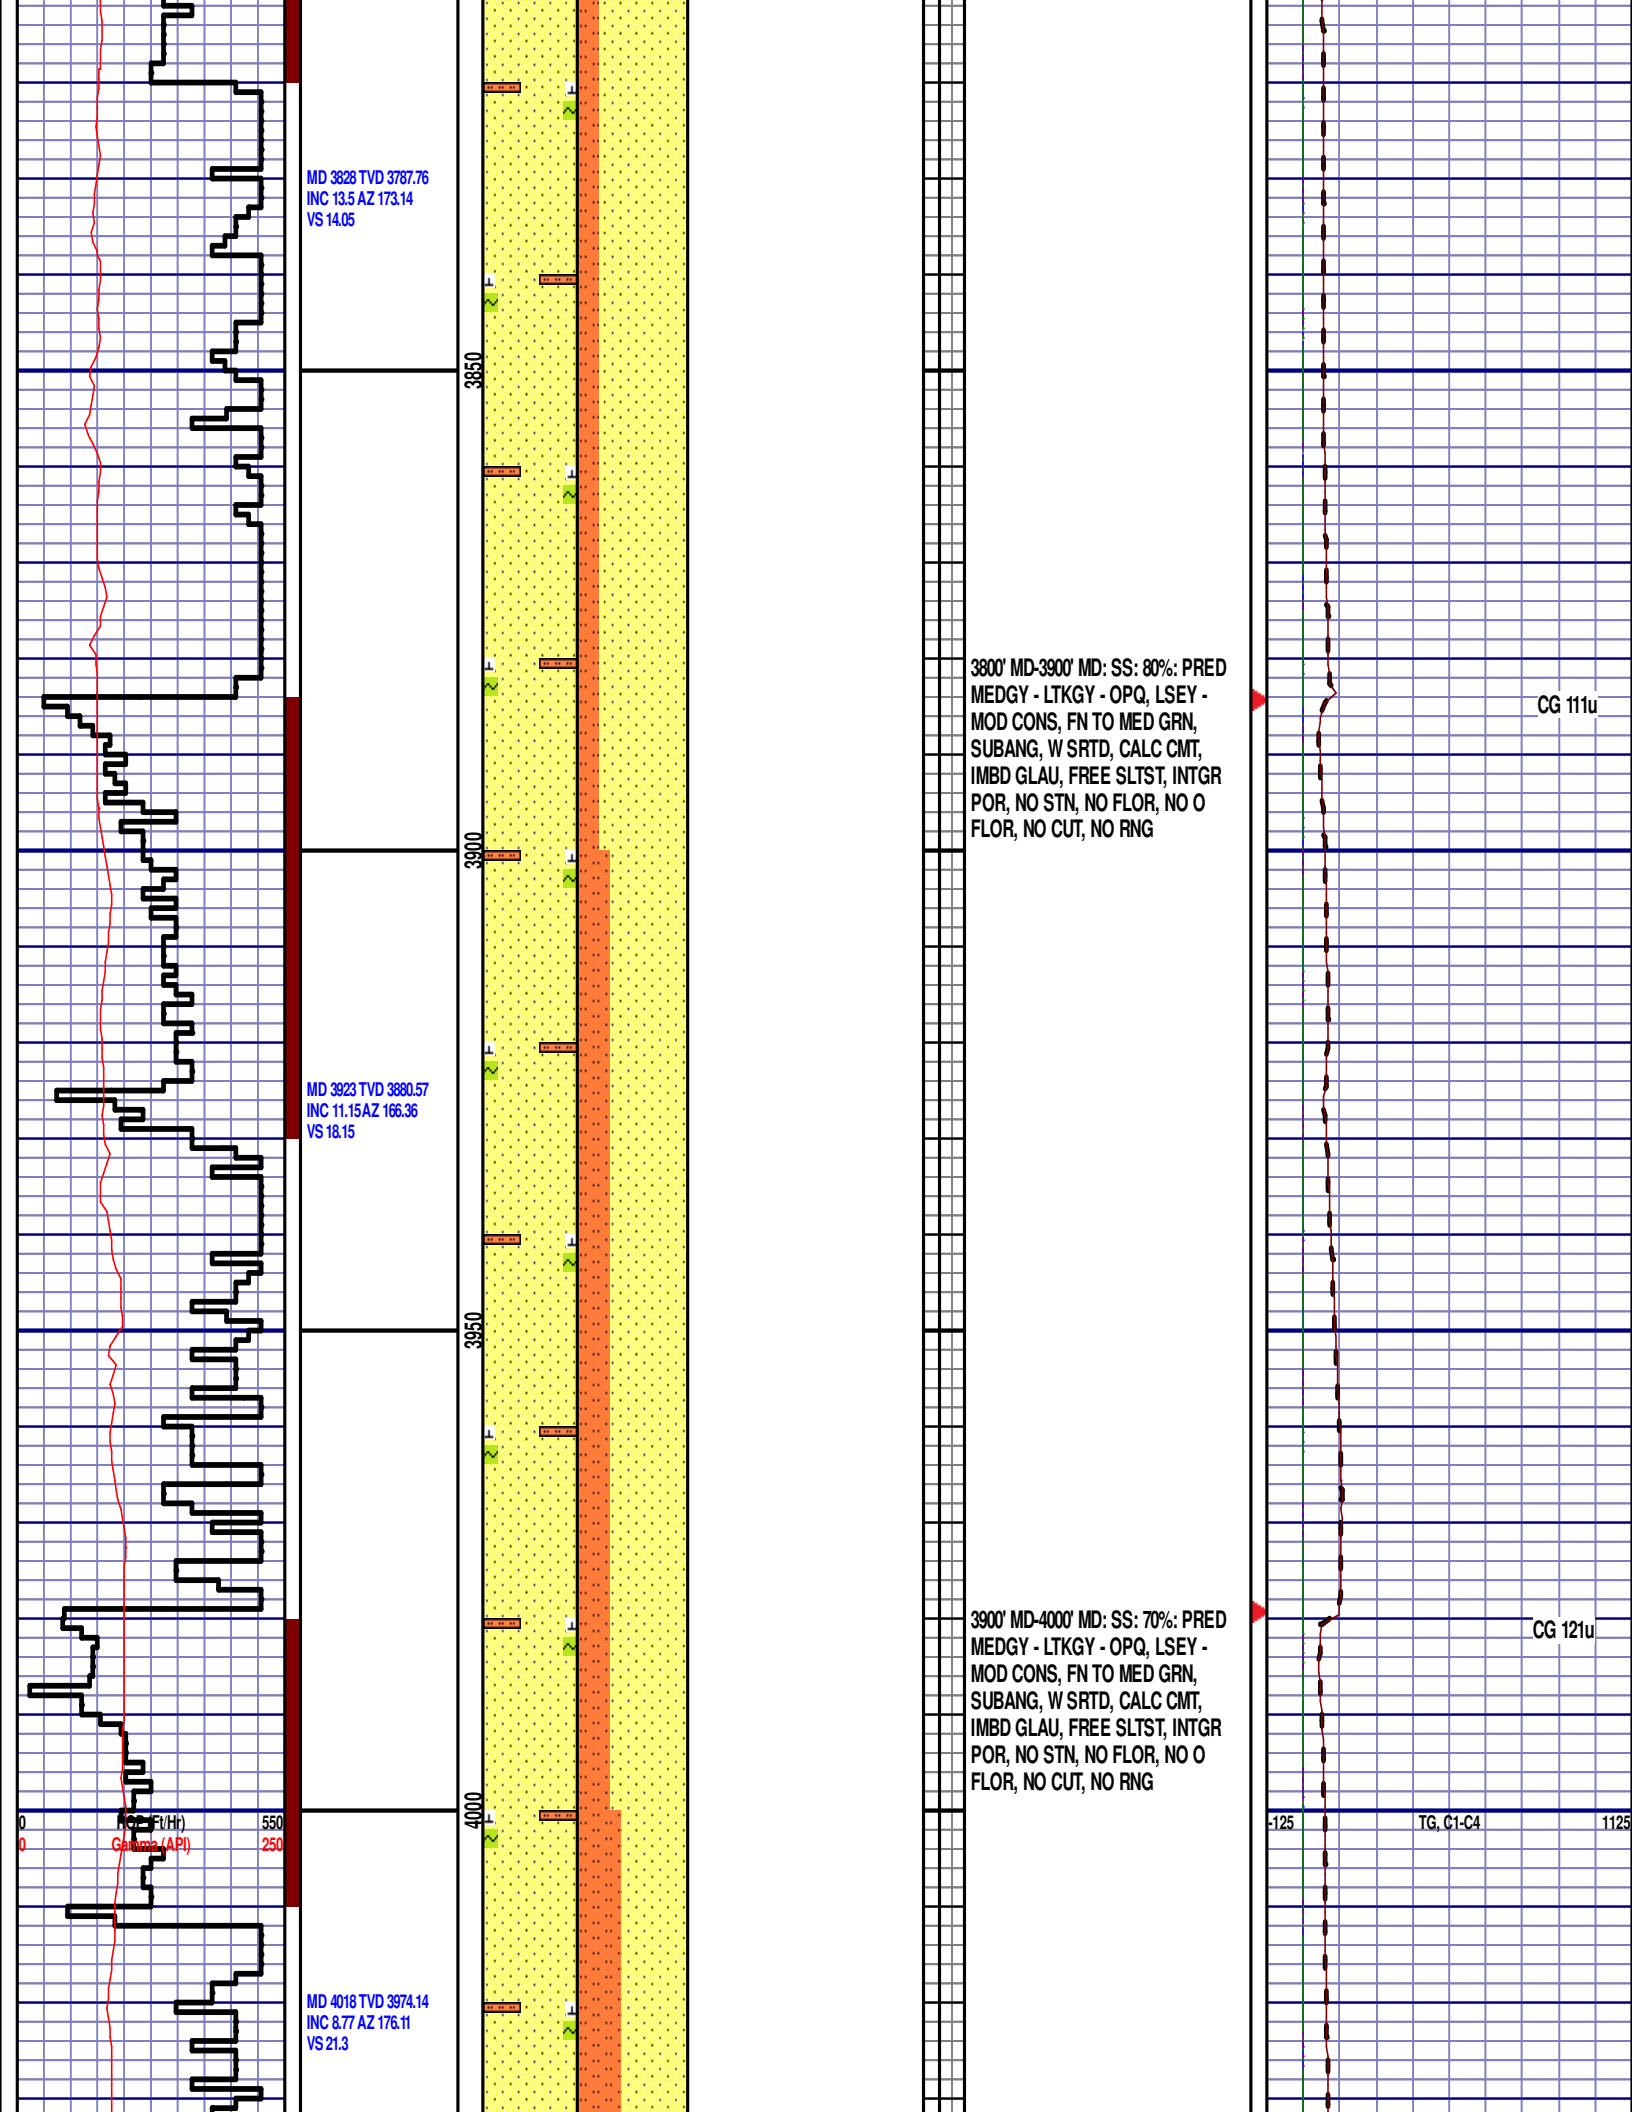 MD 3828 TVD 3787.76
INC 13.5 AZ 173.14
VS 14.05
3850
3800' MD-3900' MD: SS: 80%: PRED
MEDGY - LTKGY - OPQ, LSEY -
MOD CONS, FN TO MED GRN,
SUBANG, W SRTD, CALC CMT,
IMBD GLAU, FREE SLTST, INTGR
POR, NO STN, NO FLOR, NO O
FLOR, NO CUT, NO RNG
CG 111u
3900
MD 3923 TVD 3880.57
INC 11.15 AZ 166.36
VS 18.15
3950
3900' MD-4000' MD: SS: 70%: PRED
MEDGY - LTKGY - OPQ, LSEY -
MOD CONS, FN TO MED GRN,
SUBANG, W SRTD, CALC CMT,
IMBD GLAU, FREE SLTST, INTGR
POR, NO STN, NO FLOR, NO O
FLOR, NO CUT, NO RNG
CG 121u
4000
0 ROP (Ft/Hr) 550
0 Gamma (API) 250
-125 TG, C1-C4 1125
MD 4018 TVD 3974.14
INC 8.77 AZ 176.11
VS 21.3